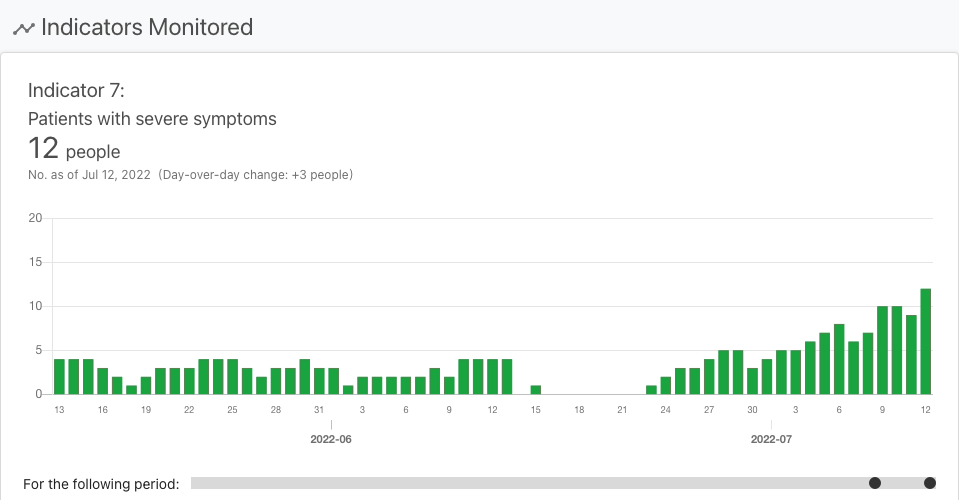 Indicators Monitored
Indicator 7:
Patients with severe symptoms
12 people
No. as of Jul 12, 2022 (Day-over-day change: +3 people)
20
15
10
5
0
13 16 19 22 25 28 31 3 6 9 12 15 18 21 24 27 30 3 6 9 12
2022-06 2022-07
For the following period: